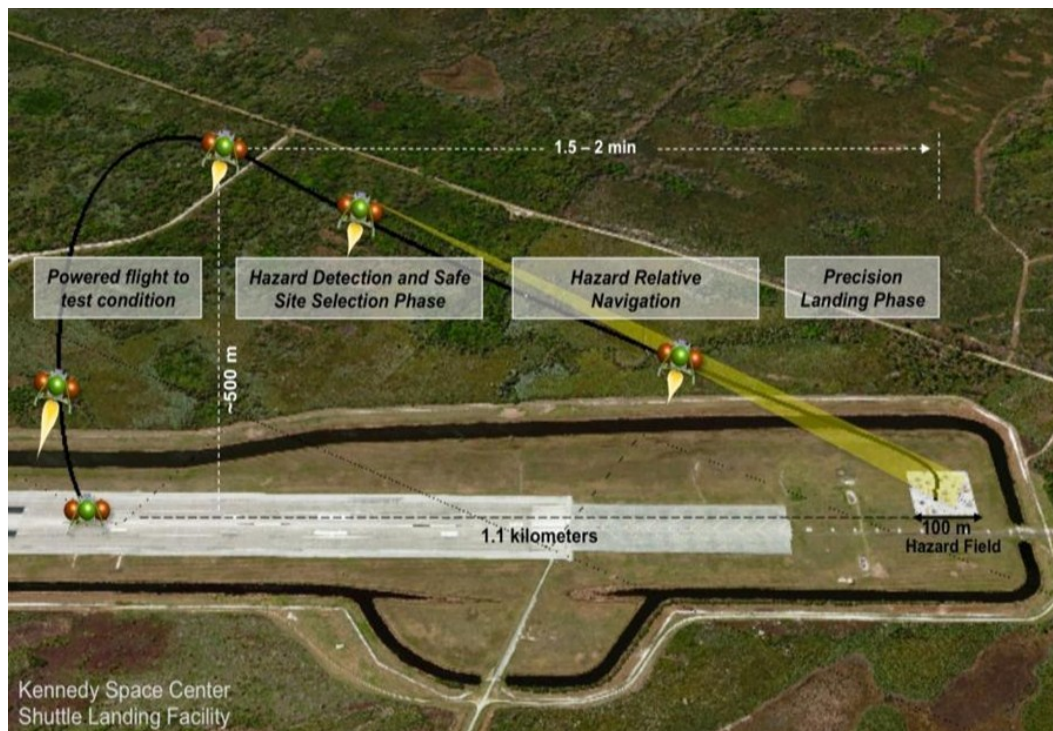 1.5 – 2 min
Powered flight to
test condition
Hazard Detection and Safe
Site Selection Phase
Hazard Relative
Navigation
Precision
Landing Phase
~500 m
1.1 kilometers
100 m
Hazard Field
Kennedy Space Center
Shuttle Landing Facility